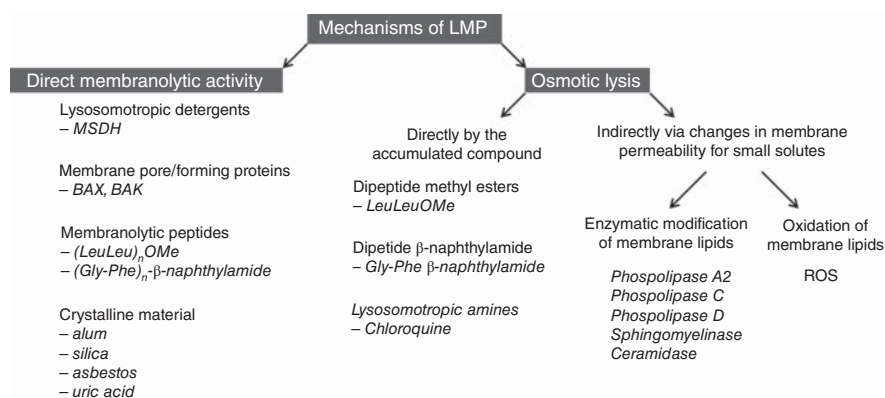 Mechanisms of LMP
Direct membranolytic activity
Lysosomotropic detergents
– MSDH
Membrane pore/forming proteins
– BAX, BAK
Membranolytic peptides
– (LeuLeu)nOMe
– (Gly-Phe)n-β-naphthylamide
Crystalline material
– alum
– silica
– asbestos
– uric acid
Osmotic lysis
Directly by the
accumulated compound
Dipeptide methyl esters
– LeuLeuOMe
Dipetide β-naphthylamide
– Gly-Phe β-naphthylamide
Lysosomotropic amines
– Chloroquine
Indirectly via changes in membrane
permeability for small solutes
Enzymatic modification
of membrane lipids
Phospolipase A2
Phospolipase C
Phospolipase D
Sphingomyelinase
Ceramidase
Oxidation of
membrane lipids
ROS